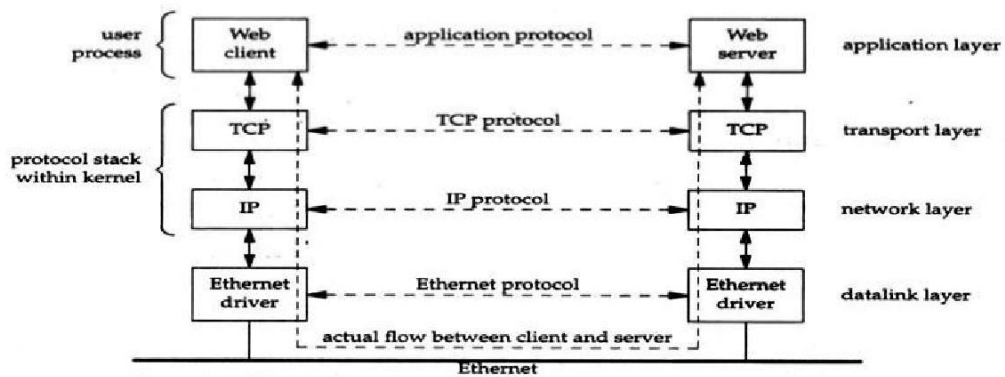 user
process
Web
client
application protocol
Web
server
application layer
TCP
TCP protocol
TCP
transport layer
protocol stack
within kernel
IP
IP protocol
IP
network layer
Ethernet
driver
Ethernet protocol
Ethernet
driver
datalink layer
actual flow between client and server
Ethernet